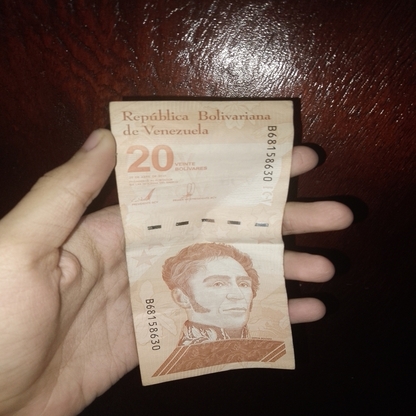 República Bolivariana
de Venezuela
20 VEINTE
BOLÍVARES
B68158630
B68158630